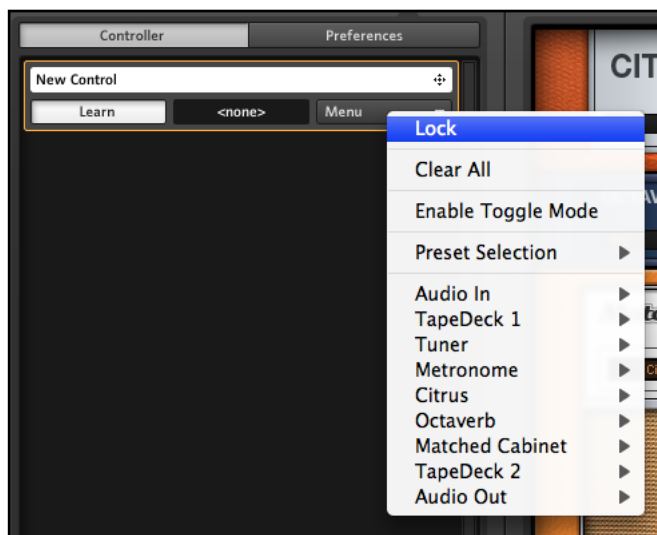 Controller
Preferences
New Control
Learn
<none>
Menu
CIT
Lock
Clear All
Enable Toggle Mode
Preset Selection
Audio In
TapeDeck 1
Tuner
Metronome
Citrus
Octaverb
Matched Cabinet
TapeDeck 2
Audio Out